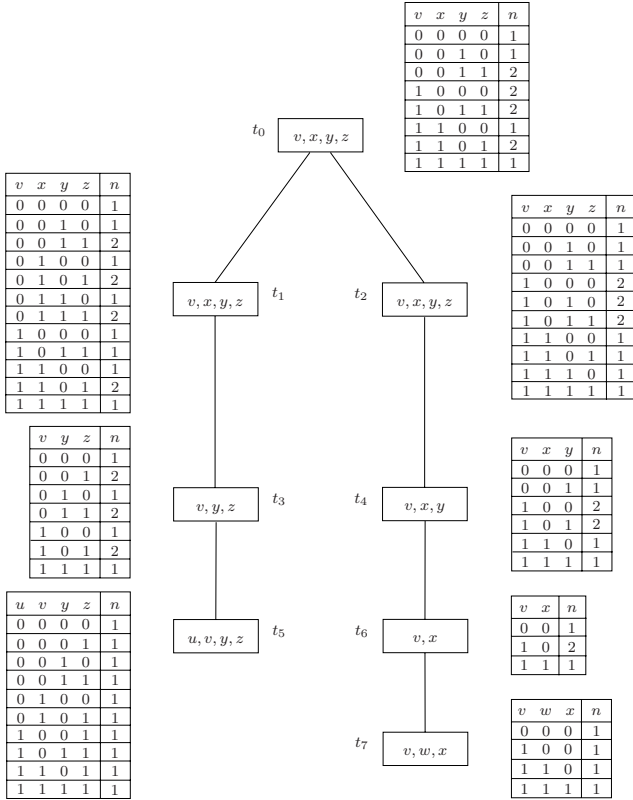 v x y z n
0 0 0 0 1
0 0 1 0 1
0 0 1 1 2
1 0 0 0 2
1 0 1 1 2
1 1 0 0 1
1 1 0 1 2
1 1 1 1 1
t0
v, x, y, z
v x y z n
0 0 0 0 1
0 0 1 0 1
0 0 1 1 2
0 1 0 0 1
0 1 0 1 2
0 1 1 0 1
0 1 1 1 2
1 0 0 0 1
1 0 1 1 1
1 1 0 0 1
1 1 0 1 2
1 1 1 1 1
v, x, y, z
t1
t2
v, x, y, z
v x y z n
0 0 0 0 1
0 0 1 0 1
0 0 1 1 1
1 0 0 0 2
1 0 1 0 2
1 0 1 1 2
1 1 0 0 1
1 1 0 1 1
1 1 1 0 1
1 1 1 1 1
v y z n
0 0 0 1
0 0 1 2
0 1 0 1
0 1 1 2
1 0 0 1
1 0 1 2
1 1 1 1
v, y, z
t3
t4
v, x, y
v x y n
0 0 0 1
0 0 1 1
1 0 0 2
1 0 1 2
1 1 0 1
1 1 1 1
u v y z n
0 0 0 0 1
0 0 0 1 1
0 0 1 0 1
0 0 1 1 1
0 1 0 0 1
0 1 0 1 1
1 0 0 1 1
1 0 1 1 1
1 1 0 1 1
1 1 1 1 1
u, v, y, z
t5
t6
v, x
v x n
0 0 1
1 0 2
1 1 1
t7
v, w, x
v w x n
0 0 0 1
1 0 0 1
1 1 0 1
1 1 1 1